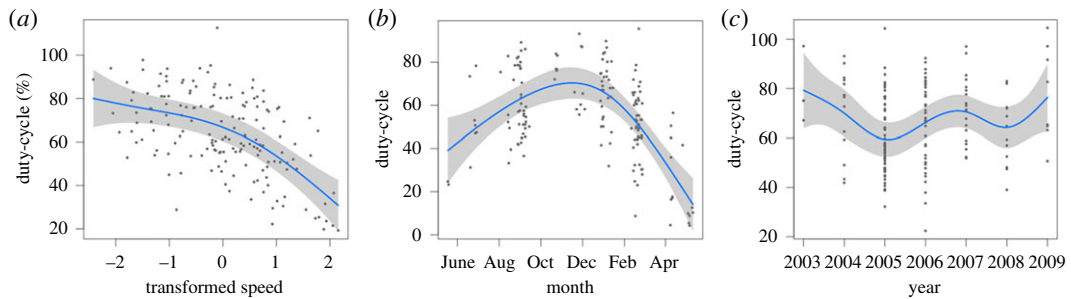 (a)
duty-cycle (%)
100
80
60
40
20
−2 −1 0 1 2
transformed speed
(b)
duty-cycle
80
60
40
20
0
June Aug Oct Dec Feb Apr
month
(c)
duty-cycle
100
80
60
40
20
2003 2004 2005 2006 2007 2008 2009
year